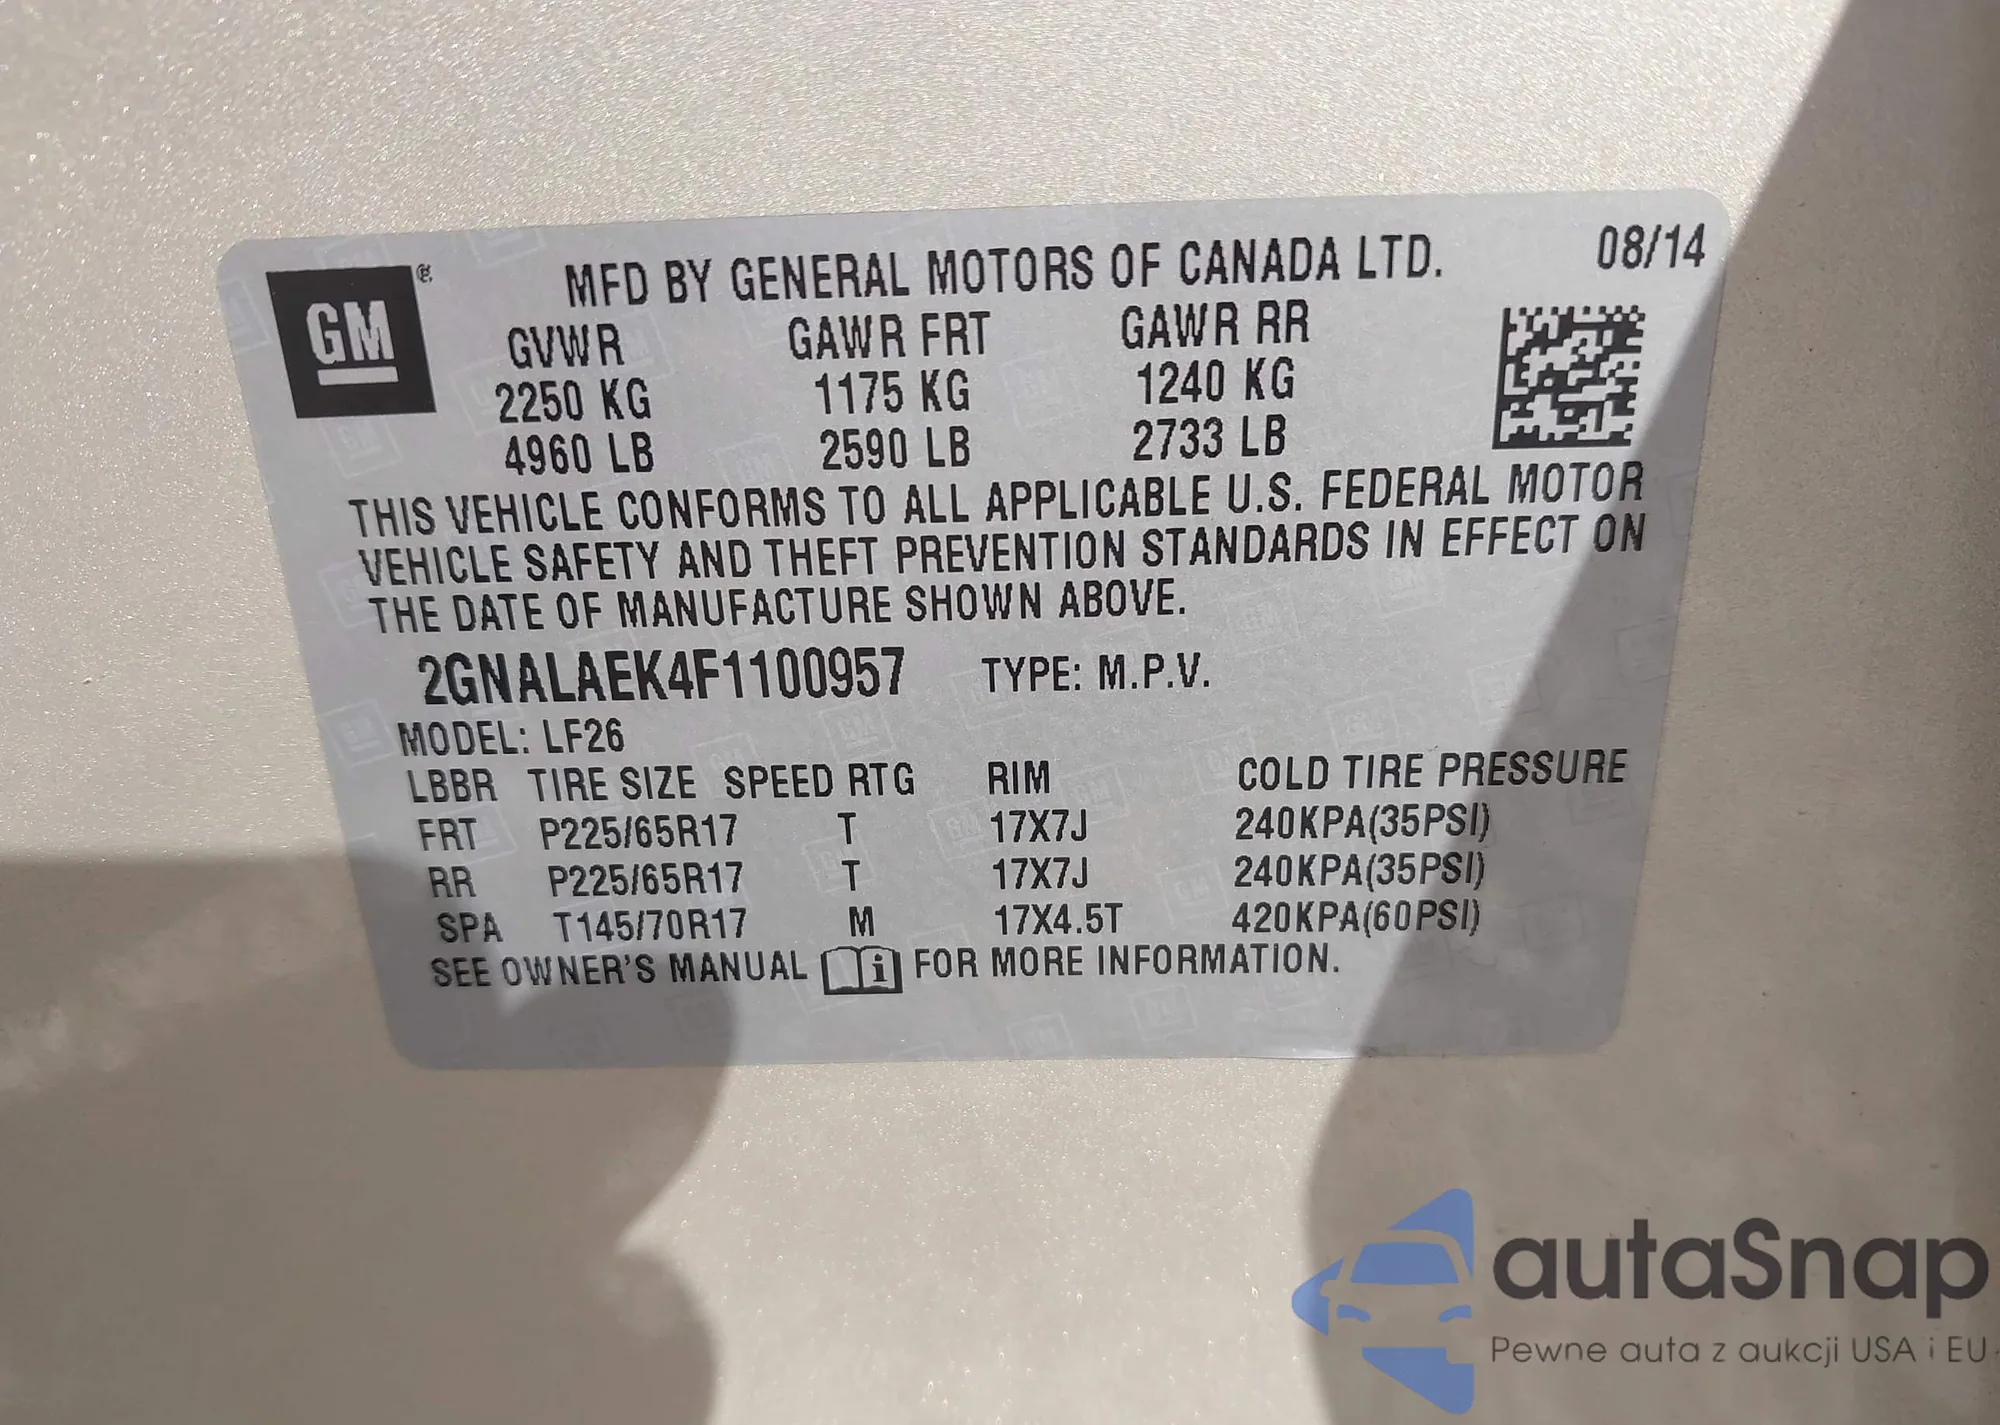 MFD BY GENERAL MOTORS OF CANADA LTD. 08/14
GM
GVWR GAWR FRT GAWR RR
2250 KG 1175 KG 1240 KG
4960 LB 2590 LB 2733 LB
THIS VEHICLE CONFORMS TO ALL APPLICABLE U.S. FEDERAL MOTOR
VEHICLE SAFETY AND THEFT PREVENTION STANDARDS IN EFFECT ON
THE DATE OF MANUFACTURE SHOWN ABOVE.
2GNALAEK4F1100957 TYPE: M.P.V.
MODEL: LF26
LBBR TIRE SIZE SPEED RTG RIM COLD TIRE PRESSURE
FRT P225/65R17 T 17X7J 240KPA(35PSI)
RR P225/65R17 T 17X7J 240KPA(35PSI)
SPA T145/70R17 M 17X4.5T 420KPA(60PSI)
SEE OWNER'S MANUAL i FOR MORE INFORMATION.
autaSnap
Pewne auta z aukcji USA i EU